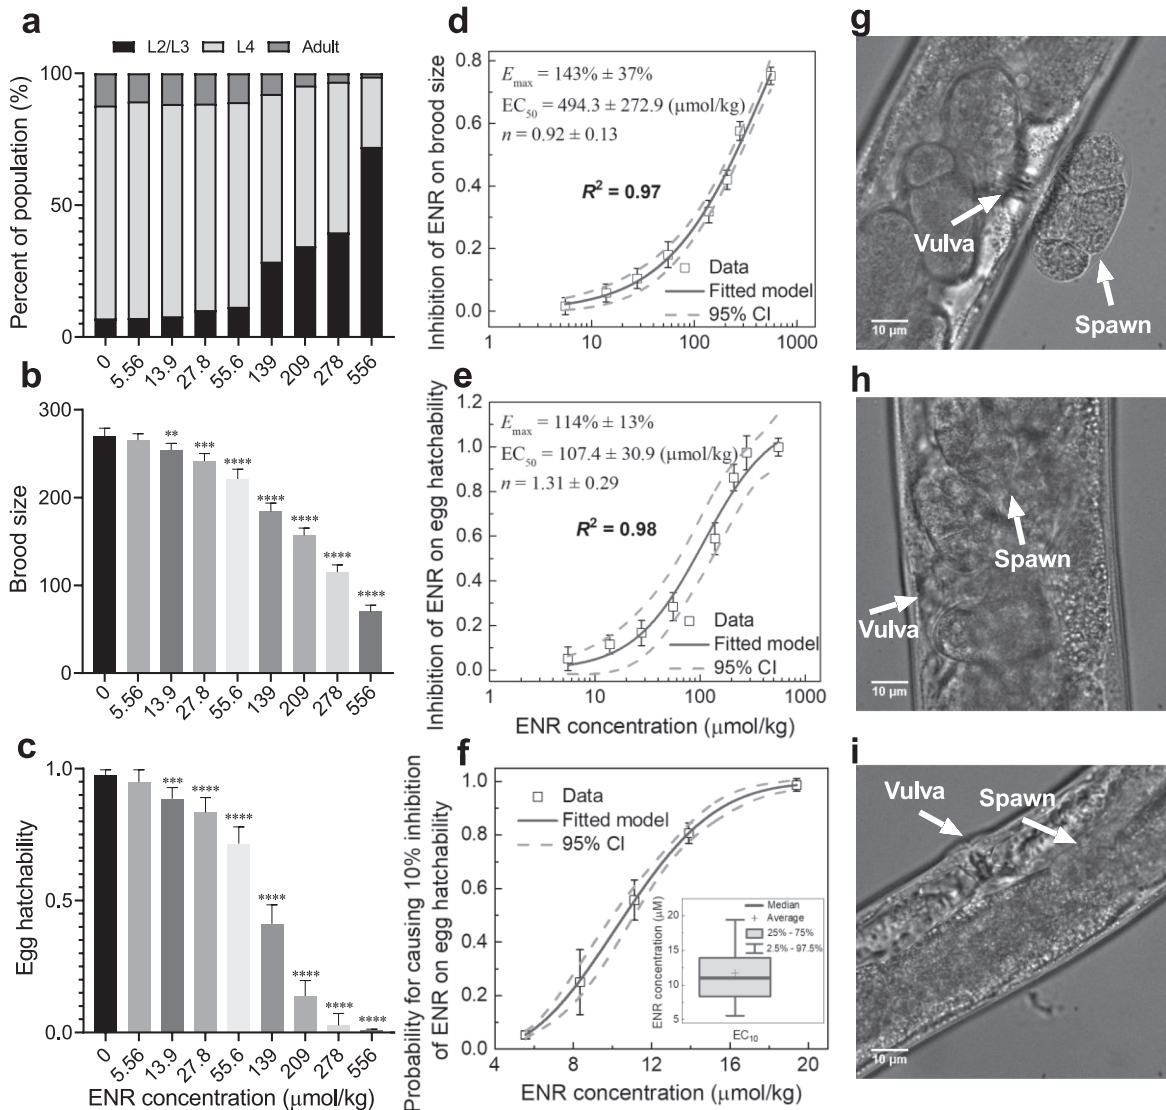 a
L2/L3 L4 Adult
Percent of population (%)
100
50
0
0 5.56 13.9 27.8 55.6 139 209 278 556
b
Brood size
300
200
100
0
** *** **** **** **** **** ****
0 5.56 13.9 27.8 55.6 139 209 278 556
c
Egg hatchability
1.0
0.5
0.0
*** **** **** **** **** **** ****
0 5.56 13.9 27.8 55.6 139 209 278 556
ENR concentration (μmol/kg)
d
Inhibition of ENR on brood size
0.8
0.6
0.4
0.2
0.0
Emax = 143% ± 37%
EC50 = 494.3 ± 272.9 (μmol/kg)
n = 0.92 ± 0.13
R2 = 0.97
Data
Fitted model
95% CI
1 10 100 1000
e
Inhibition of ENR on egg hatchability
1.2
1.0
0.8
0.6
0.4
0.2
0.0
Emax = 114% ± 13%
EC50 = 107.4 ± 30.9 (μmol/kg)
n = 1.31 ± 0.29
R2 = 0.98
Data
Fitted model
95% CI
1 10 100 1000
ENR concentration (μmol/kg)
f
Probability for causing 10% inhibition
of ENR on egg hatchability
1.0
0.8
0.6
0.4
0.2
0.0
Data
Fitted model
95% CI
ENR concentration (μM)
20
15
10
5
Median
Average
25% - 75%
2.5% - 97.5%
EC10
4 8 12 16 20
ENR concentration (μmol/kg)
g
Vulva
Spawn
10 μm
h
Spawn
Vulva
10 μm
i
Vulva
Spawn
10 μm